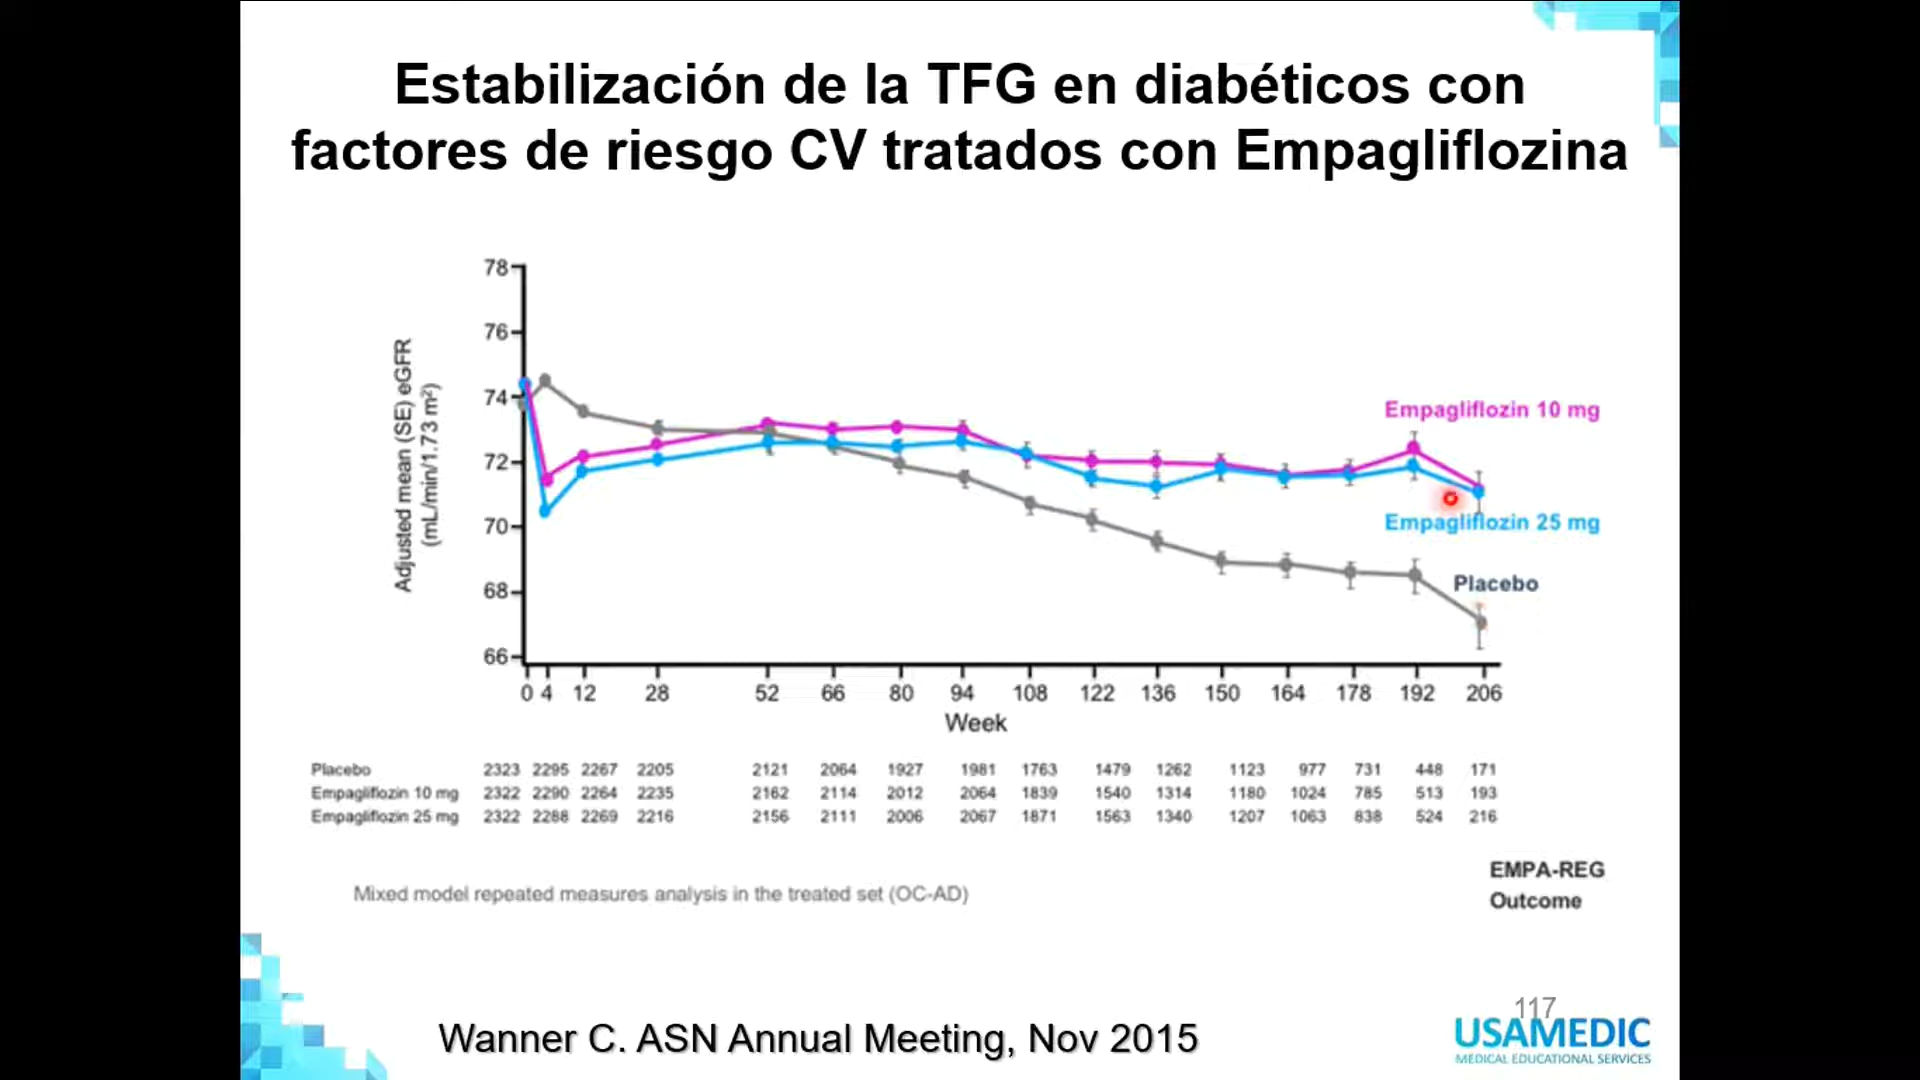 Estabilización de la TFG en diabéticos con
factores de riesgo CV tratados con Empagliflozina
78
76
74
72
70
68
66
Adjusted mean (SE) eGFR
(mL/min/1.73 m²)
Empagliflozin 10 mg
Empagliflozin 25 mg
Placebo
0 4 12 28 52 66 80 94 108 122 136 150 164 178 192 206
Week
Placebo 2323 2295 2267 2205 2121 2064 1927 1981 1763 1479 1262 1123 977 731 448 171
Empagliflozin 10 mg 2322 2290 2264 2235 2162 2114 2012 2064 1839 1540 1314 1180 1024 785 513 193
Empagliflozin 25 mg 2322 2288 2269 2216 2156 2111 2006 2067 1871 1563 1340 1207 1063 838 524 216
EMPA-REG
Outcome
Mixed model repeated measures analysis in the treated set (OC-AD)
Wanner C. ASN Annual Meeting, Nov 2015
117
USAMEDIC
MEDICAL EDUCATIONAL SERVICES